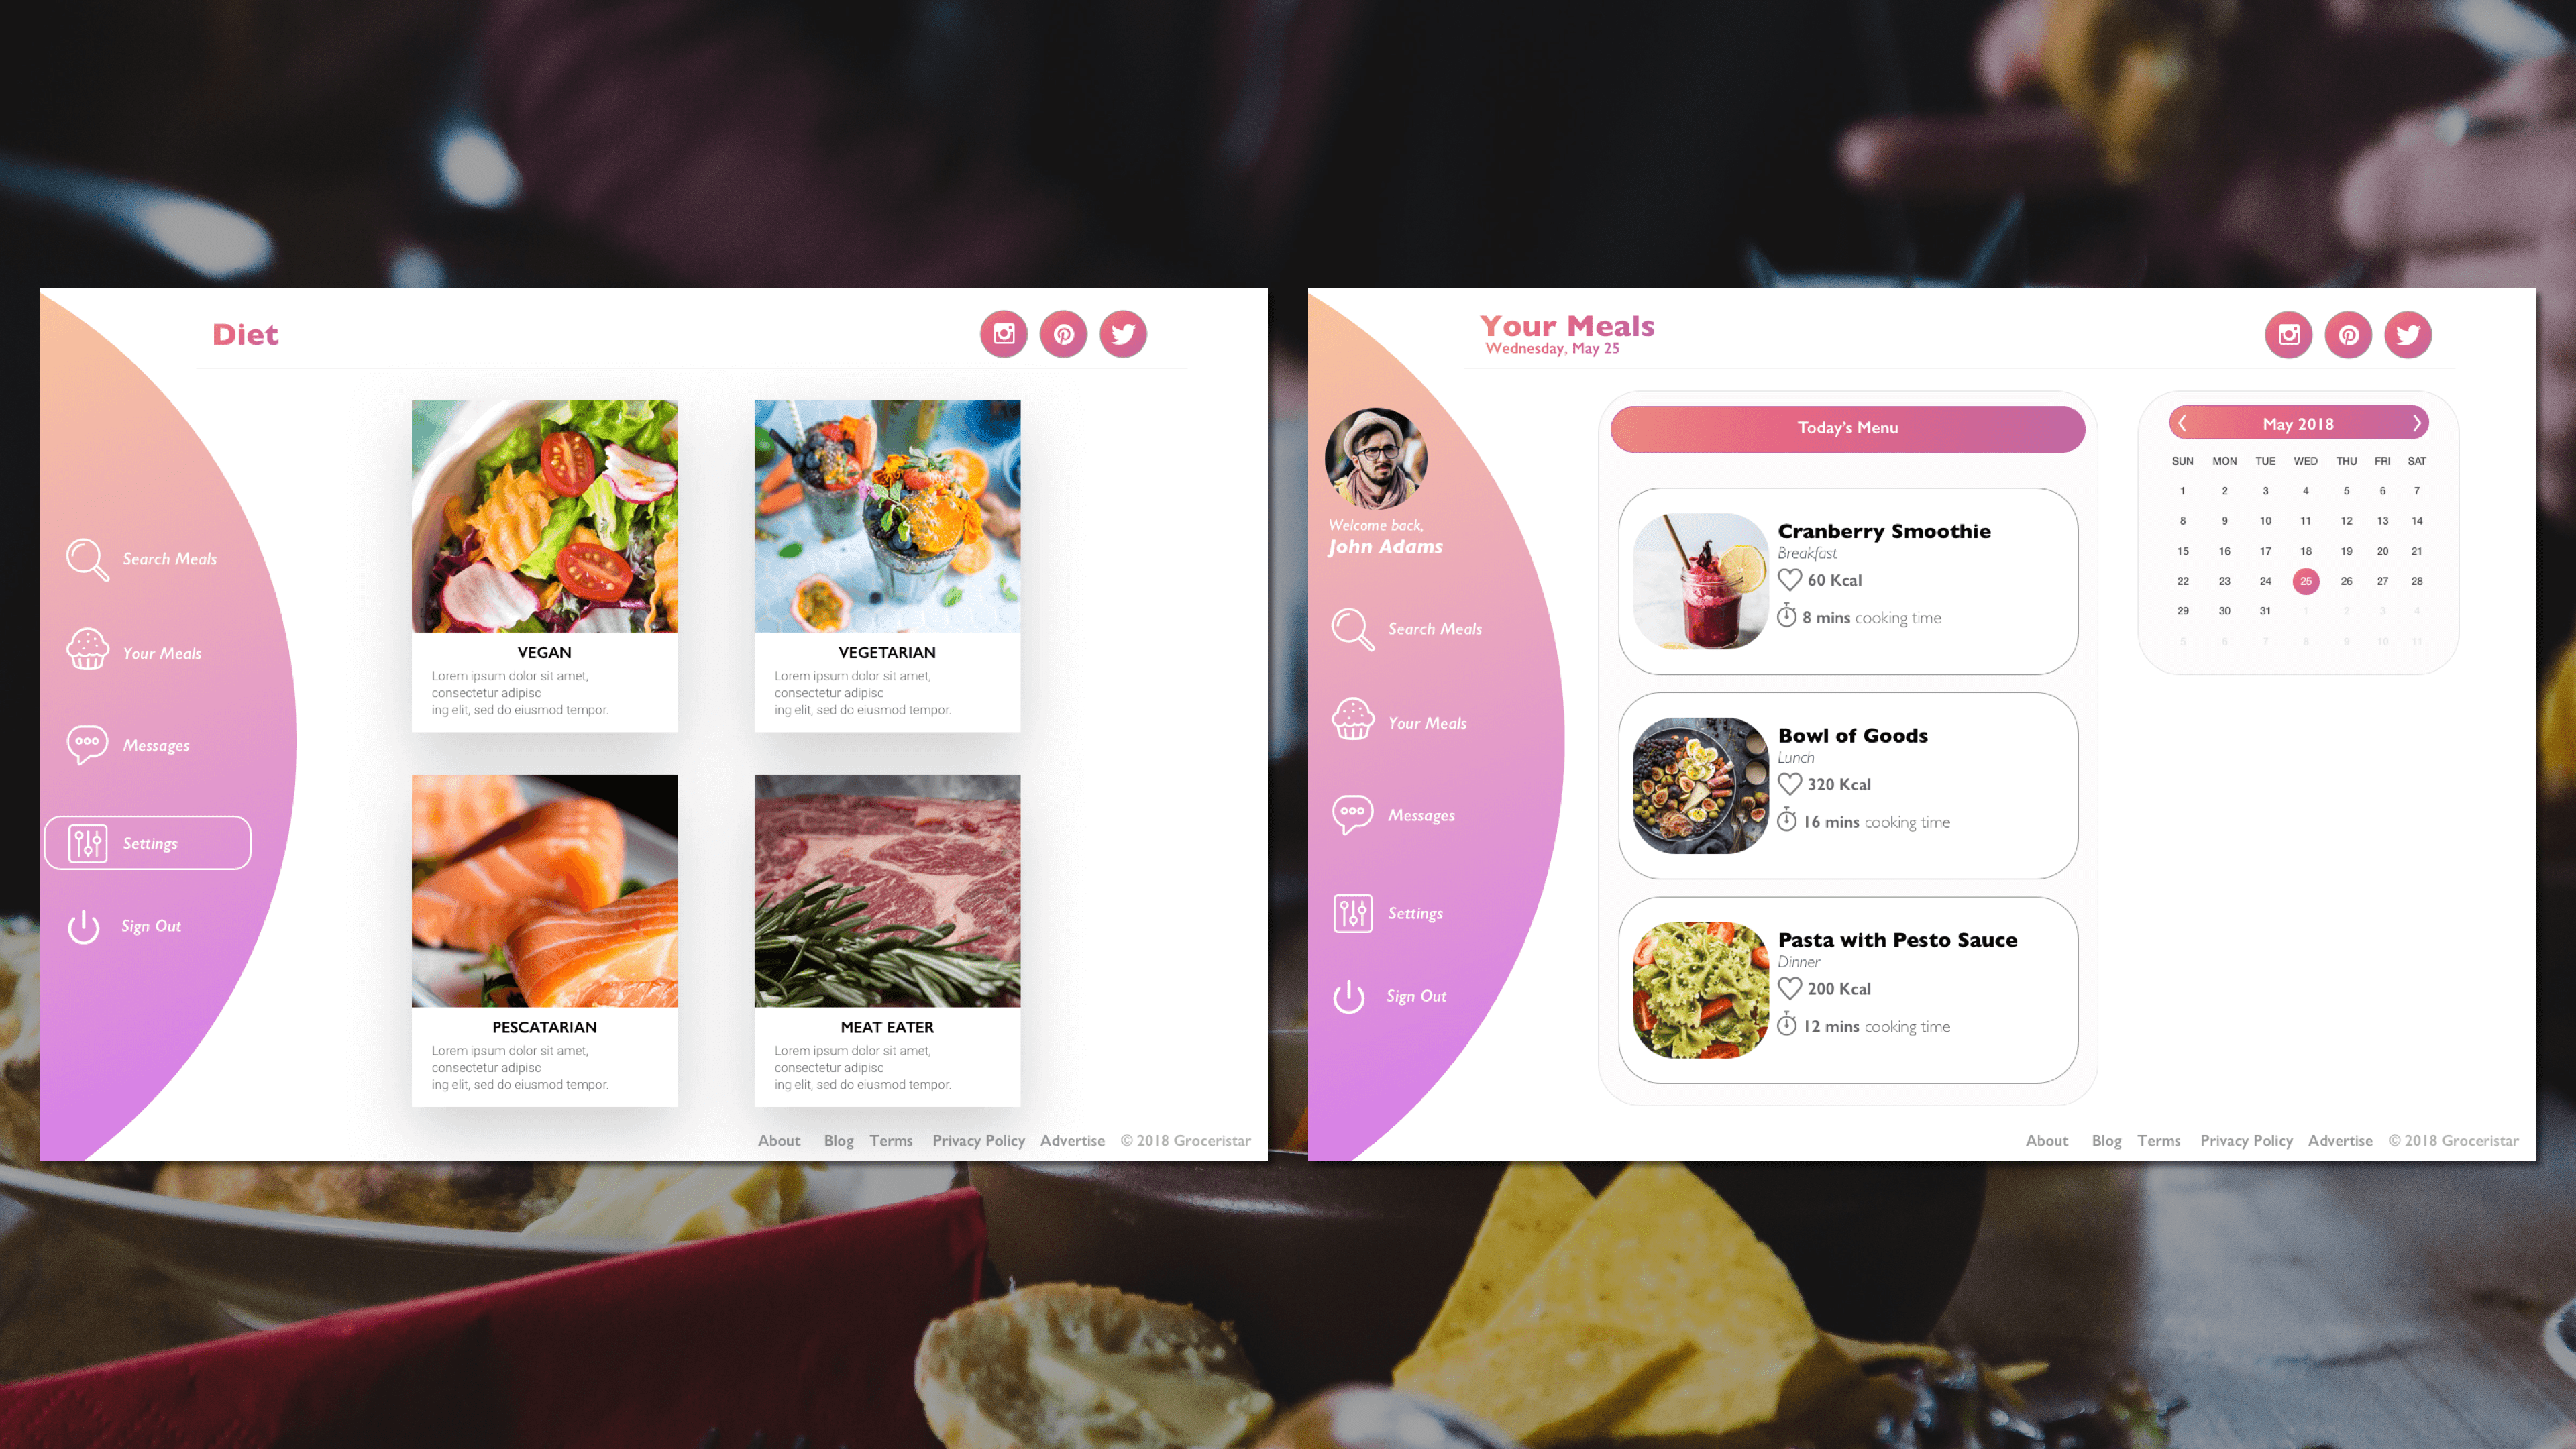 Diet
Search Meals
Your Meals
Messages
Settings
Sign Out
VEGAN
Lorem ipsum dolor sit amet,
consectetur adipisc
ing elit, sed do eiusmod tempor.
VEGETARIAN
Lorem ipsum dolor sit amet,
consectetur adipisc
ing elit, sed do eiusmod tempor.
PESCATARIAN
Lorem ipsum dolor sit amet,
consectetur adipisc
ing elit, sed do eiusmod tempor.
MEAT EATER
Lorem ipsum dolor sit amet,
consectetur adipisc
ing elit, sed do eiusmod tempor.
About Blog Terms Privacy Policy Advertise © 2018 Groceristar
Your Meals
Wednesday, May 25
Welcome back,
John Adams
Search Meals
Your Meals
Messages
Settings
Sign Out
Today's Menu
Cranberry Smoothie
Breakfast
60 Kcal
8 mins cooking time
Bowl of Goods
Lunch
320 Kcal
16 mins cooking time
Pasta with Pesto Sauce
Dinner
200 Kcal
12 mins cooking time
May 2018
SUN MON TUE WED THU FRI SAT
1 2 3 4 5 6 7
8 9 10 11 12 13 14
15 16 17 18 19 20 21
22 23 24 25 26 27 28
29 30 31 1 2 3 4
5 6 7 8 9 10 11
About Blog Terms Privacy Policy Advertise © 2018 Groceristar